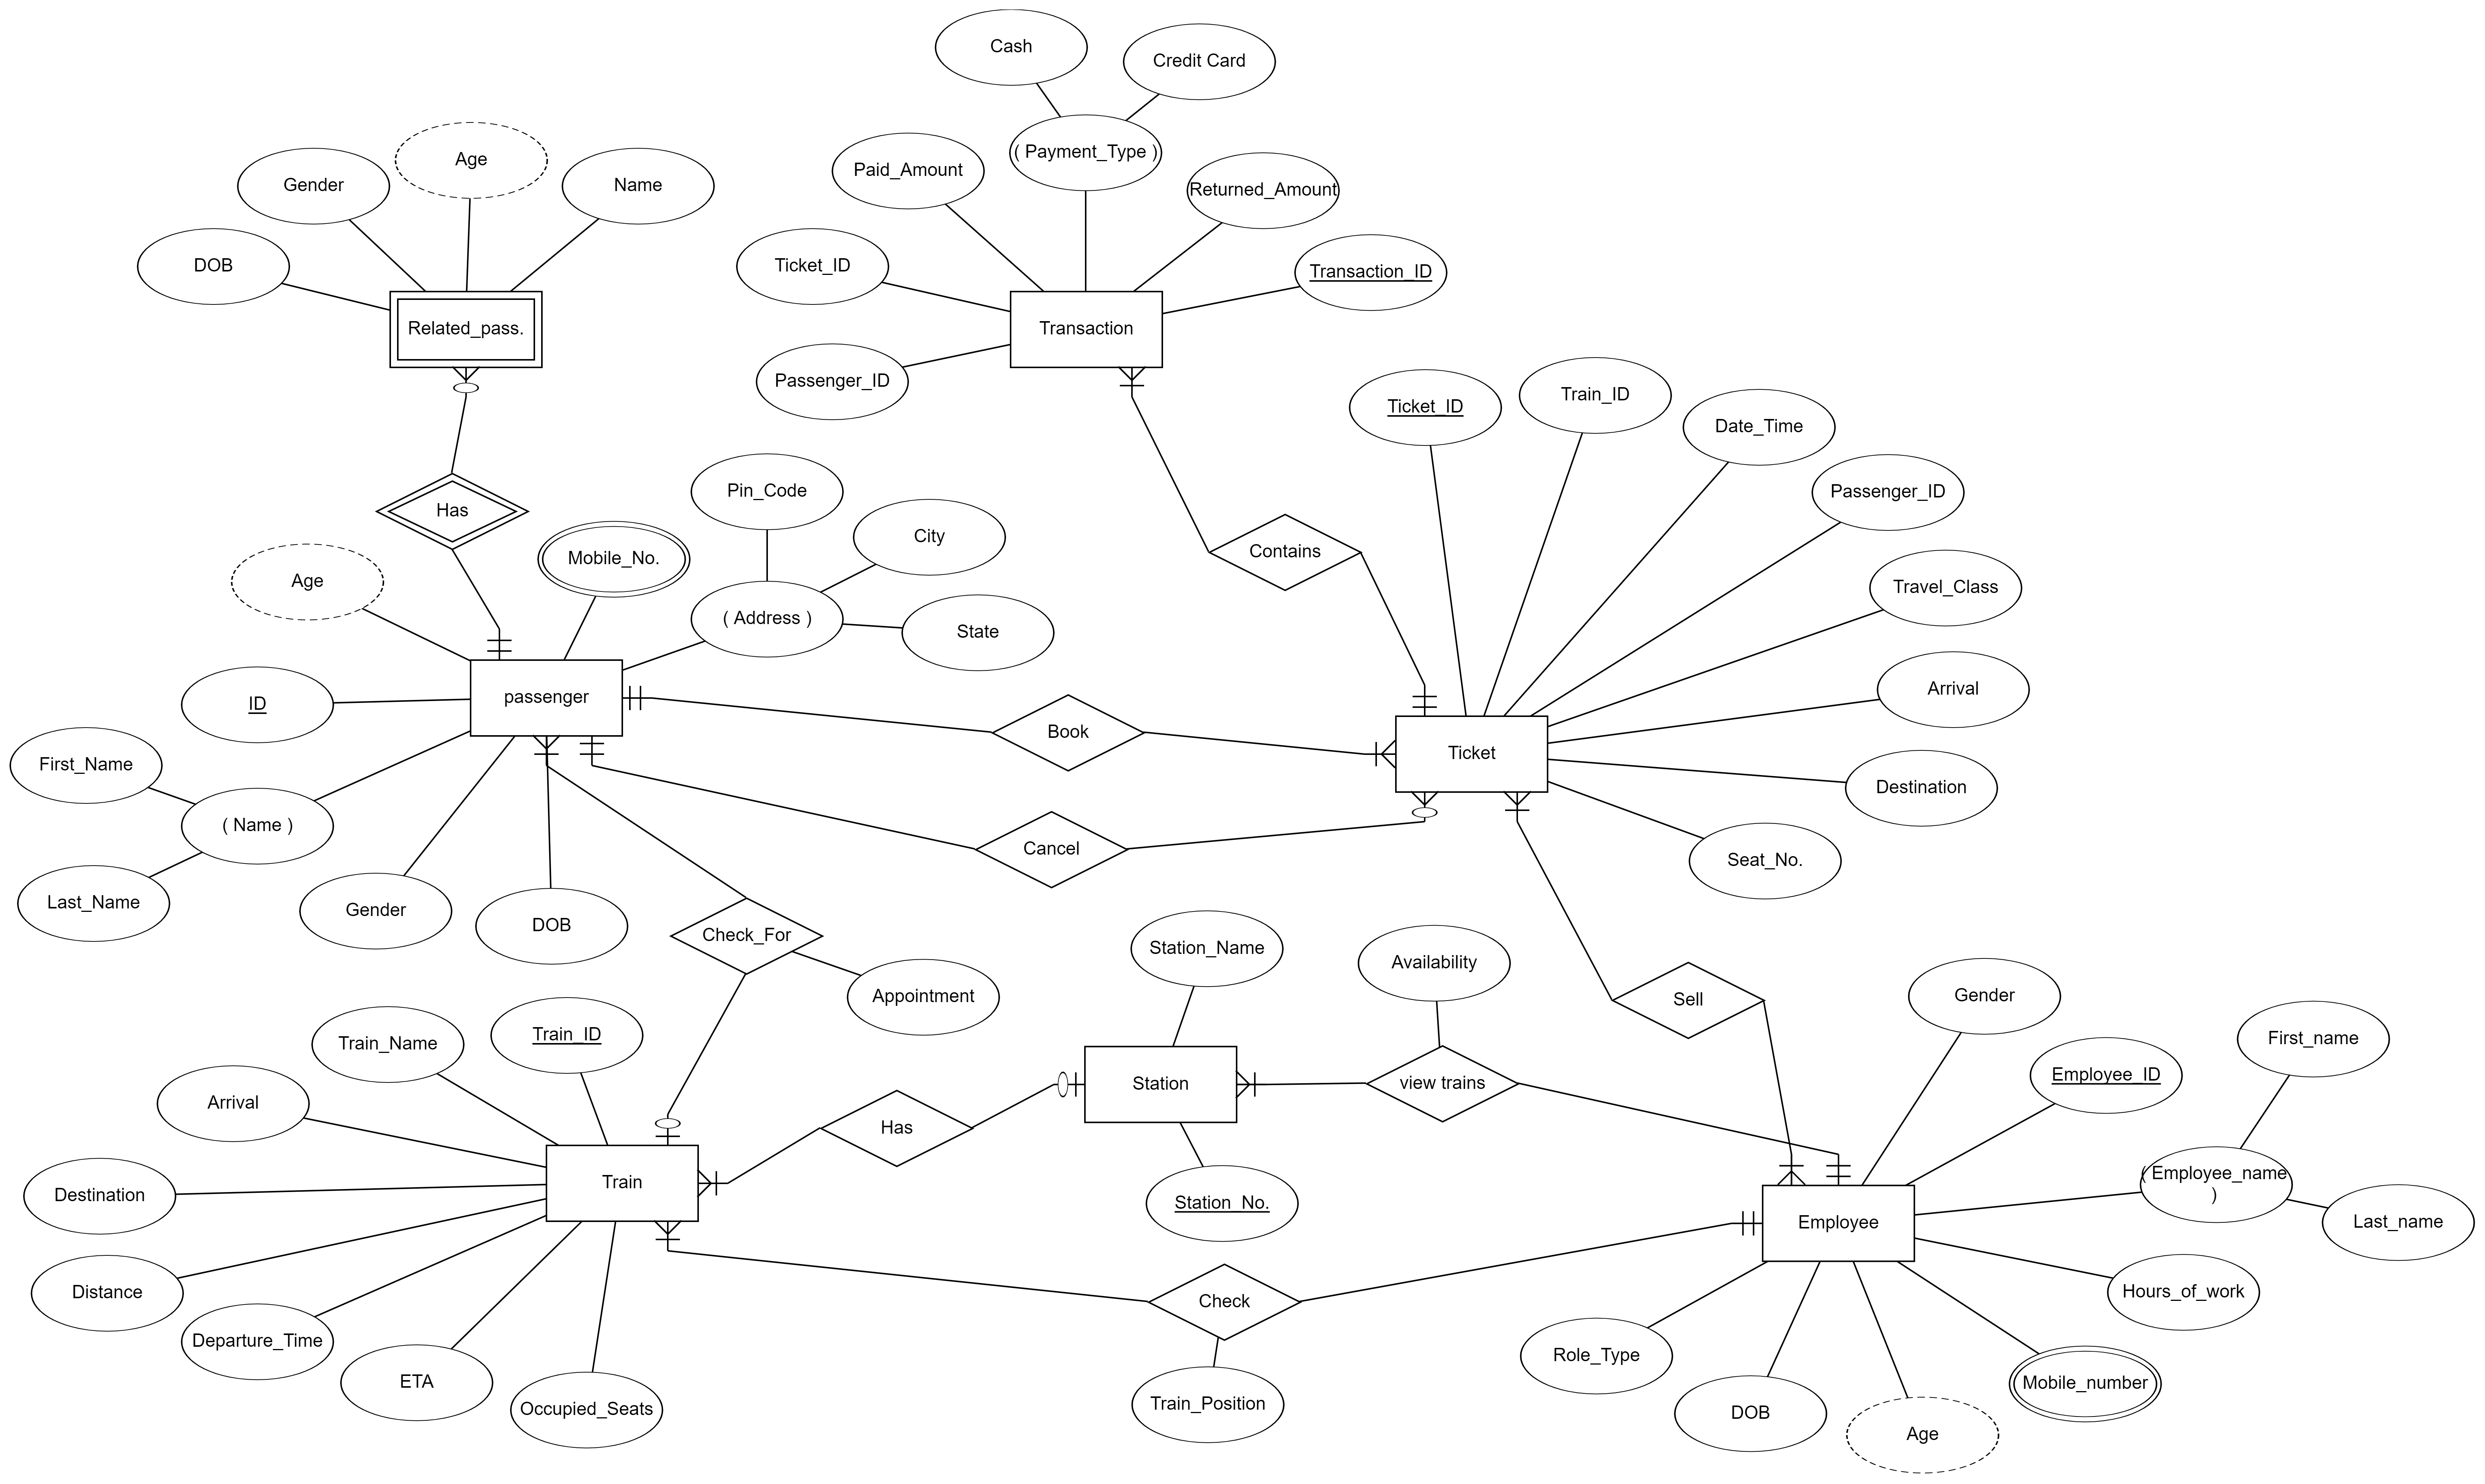 Cash
Credit Card
Age
( Payment_Type )
Gender
Name
Paid_Amount
Returned_Amount
DOB
Ticket_ID
Transaction_ID
Related_pass.
Transaction
Passenger_ID
Ticket_ID
Train_ID
Date_Time
Pin_Code
Passenger_ID
Has
City
Contains
Mobile_No.
Age
Travel_Class
( Address )
State
Arrival
passenger
ID
Book
Ticket
First_Name
Destination
( Name )
Cancel
Seat_No.
Last_Name
Gender
DOB
Check_For
Station_Name
Availability
Appointment
Sell
Gender
Train_Name
Train_ID
First_name
Arrival
Station
view trains
Employee_ID
Has
Train
( Employee_name
)
Destination
Station_No.
Employee
Last_name
Distance
Check
Hours_of_work
Departure_Time
Role_Type
ETA
Mobile_number
Occupied_Seats
Train_Position
DOB
Age